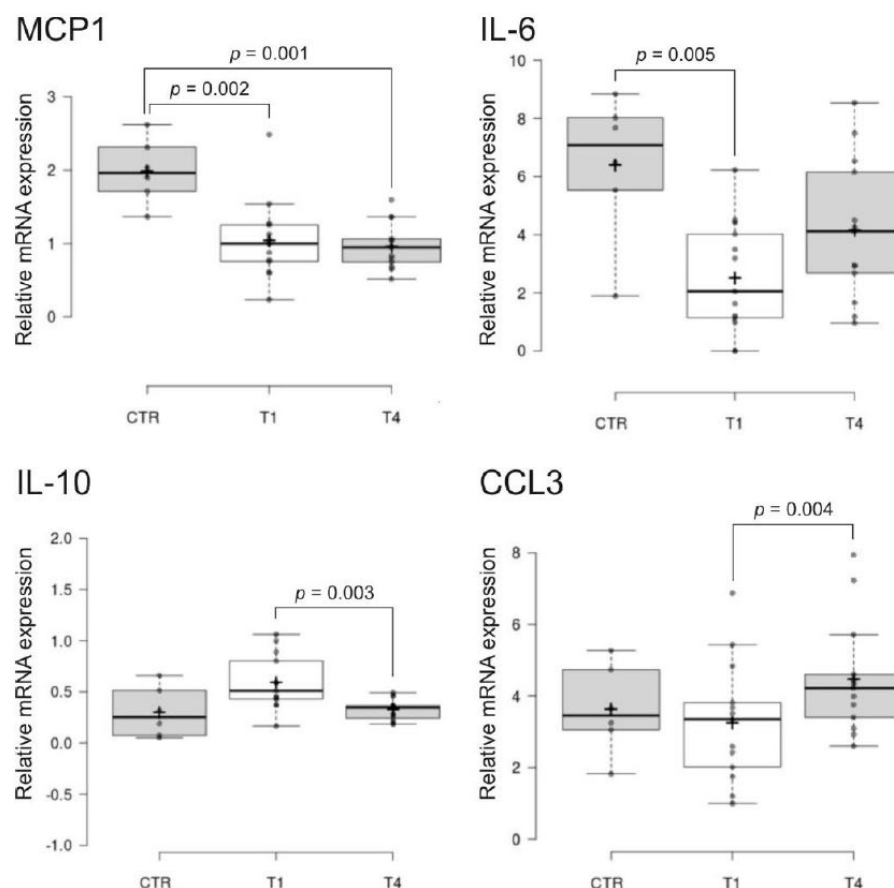 MCP1
p = 0.001
p = 0.002
Relative mRNA expression
3
2
1
0
CTR
T1
T4
IL-6
p = 0.005
Relative mRNA expression
10
8
6
4
2
0
CTR
T1
T4
IL-10
p = 0.003
Relative mRNA expression
2.0
1.5
1.0
0.5
0.0
-1.0
CTR
T1
T4
CCL3
p = 0.004
Relative mRNA expression
8
6
4
2
0
CTR
T1
T4